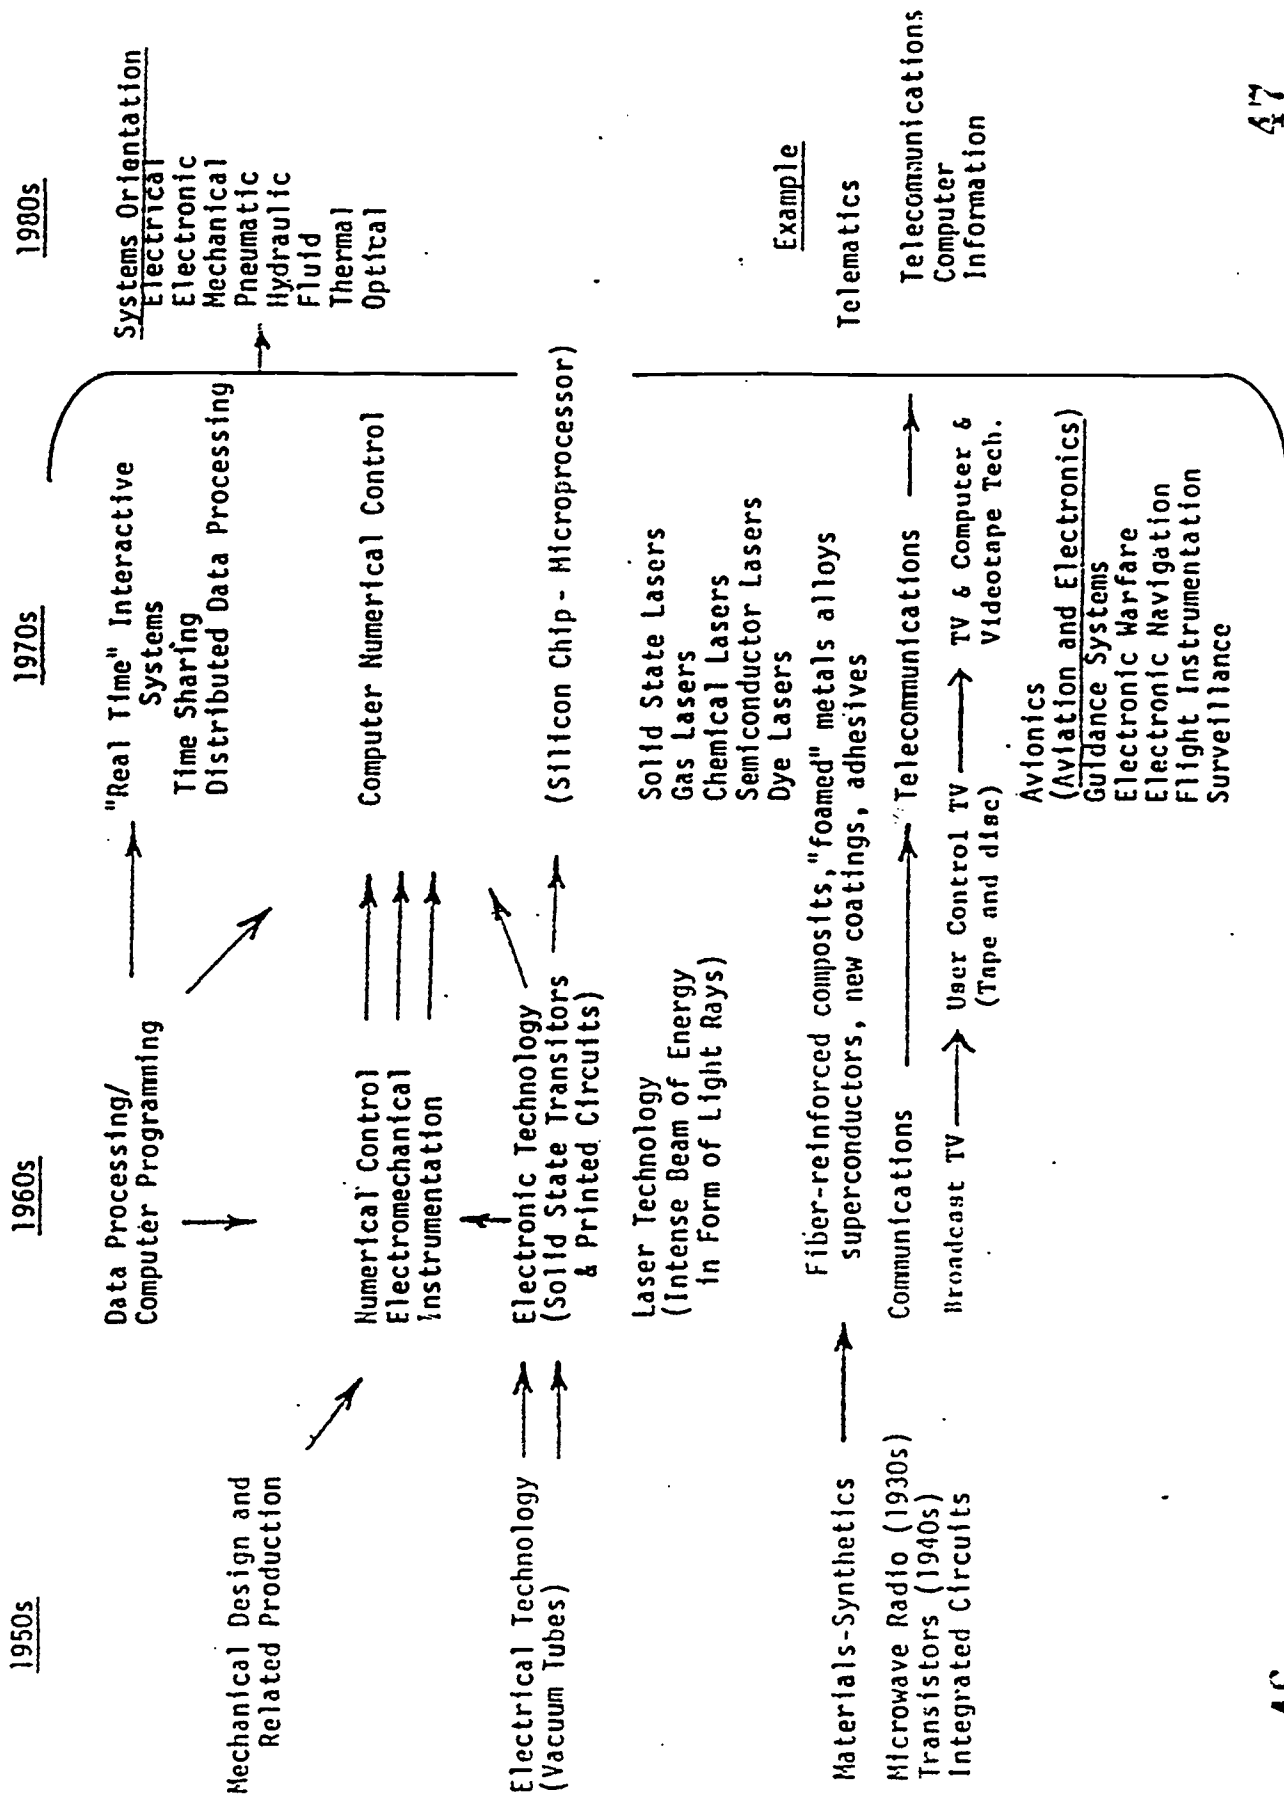 1950s
1960s
1970s
1980s
Mechanical Design and
Related Production
Electrical Technology
(Vacuum Tubes)
Materials-Synthetics
Microwave Radio (1930s)
Transistors (1940s)
Integrated Circuits
Data Processing/
Computer Programming
Numerical Control
Electromechanical
Instrumentation
Electronic Technology
(Solid State Transitors
& Printed Circuits)
Laser Technology
(Intense Beam of Energy
in Form of Light Rays)
Fiber-reinforced composits,"foamed" metals alloys
superconductors, new coatings, adhesives
Communications
Broadcast TV
"Real Time" Interactive
Systems
Time Sharing
Distributed Data Processing
Computer Numerical Control
(Silicon Chip - Microprocessor)
Solid State Lasers
Gas Lasers
Chemical Lasers
Semiconductor Lasers
Dye Lasers
Telecommunications
User Control TV
(Tape and disc)
TV & Computer &
Videotape Tech.
Avionics
(Aviation and Electronics)
Guidance Systems
Electronic Warfare
Electronic Navigation
Flight Instrumentation
Surveillance
Systems Orientation
Electrical
Electronic
Mechanical
Pneumatic
Hydraulic
Fluid
Thermal
Optical
Example
Telematics
Telecommunications
Computer
Information
47